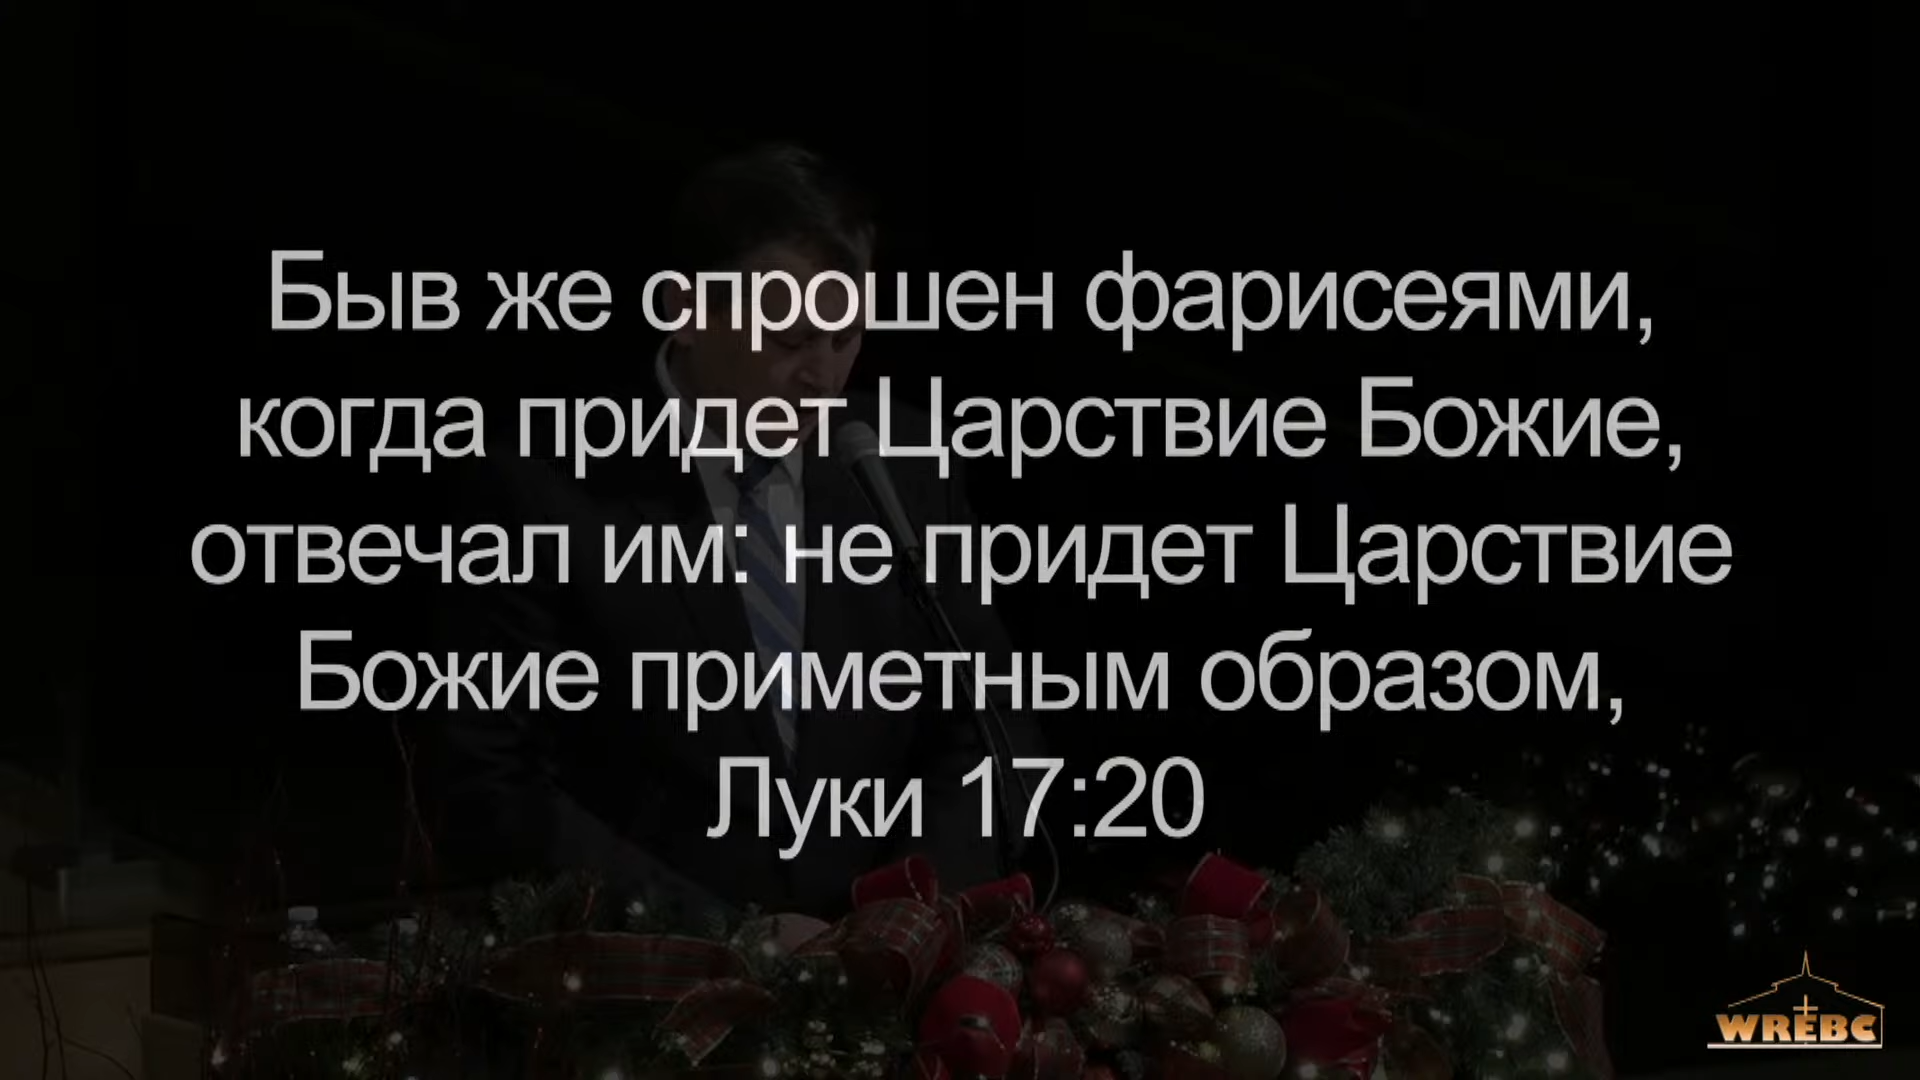 Быв же спрошен фарисеями,
когда придет Царствие Божие,
отвечал им: не придет Царствие
Божие приметным образом,
Луки 17:20
WREBC